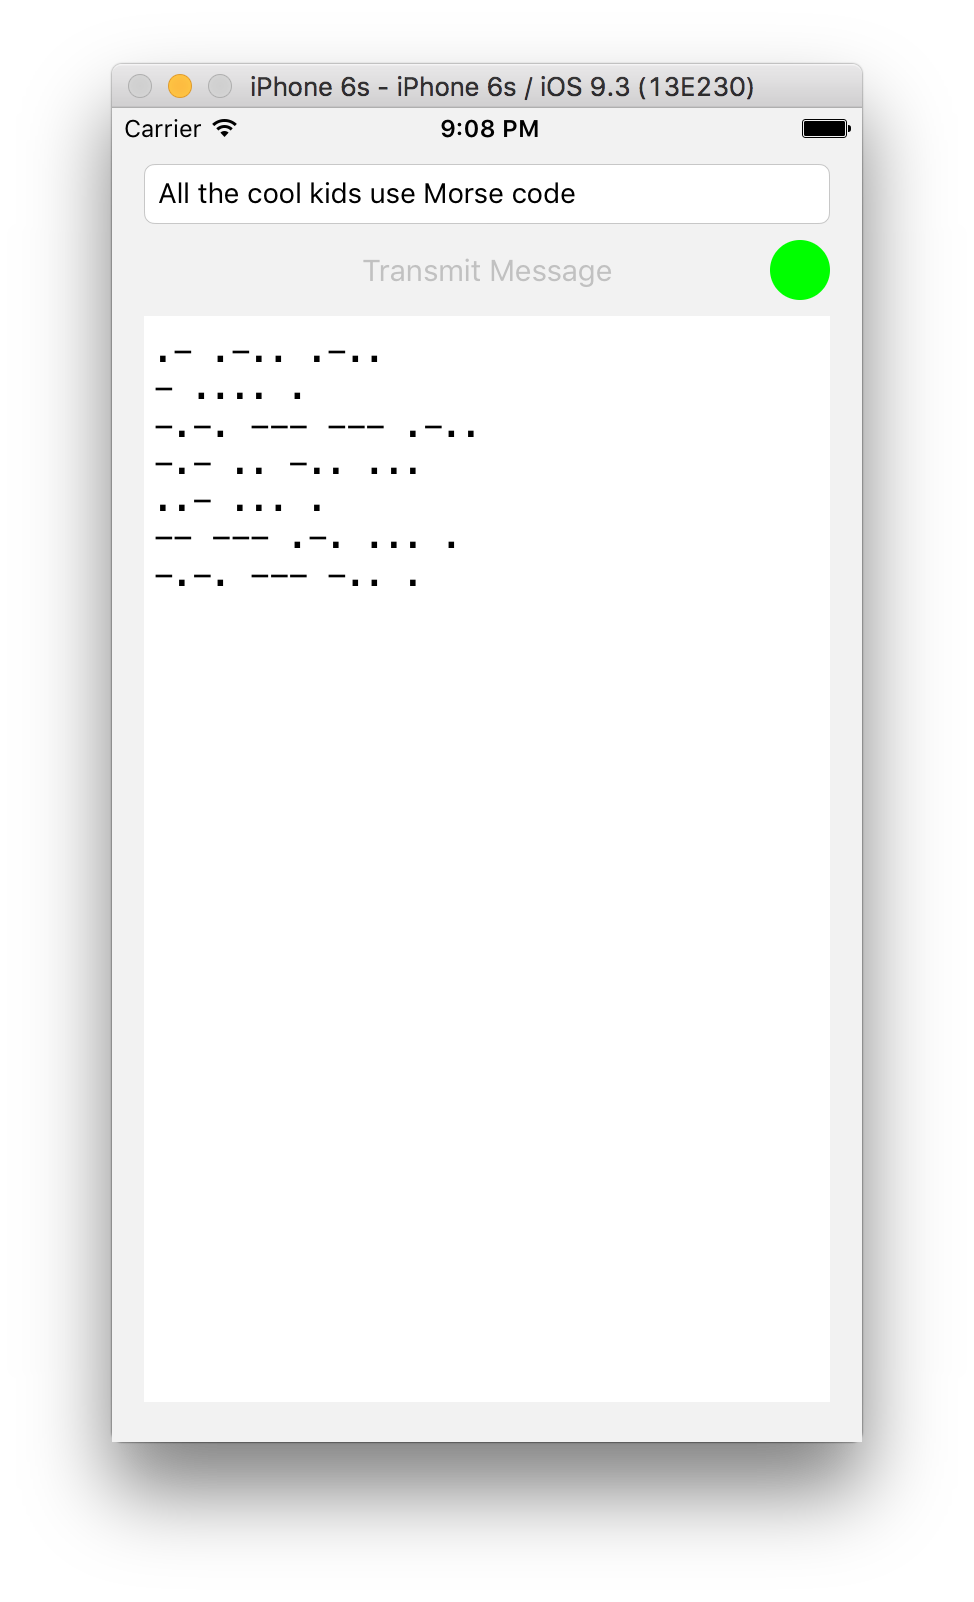 iPhone 6s - iPhone 6s / iOS 9.3 (13E230)
Carrier 9:08 PM
All the cool kids use Morse code
Transmit Message
.- .-.. .-..
- .... .
-.-. --- --- .-..
-.- .. -.. ...
..- ... .
-- --- .-. ... .
-.-. --- -.. .